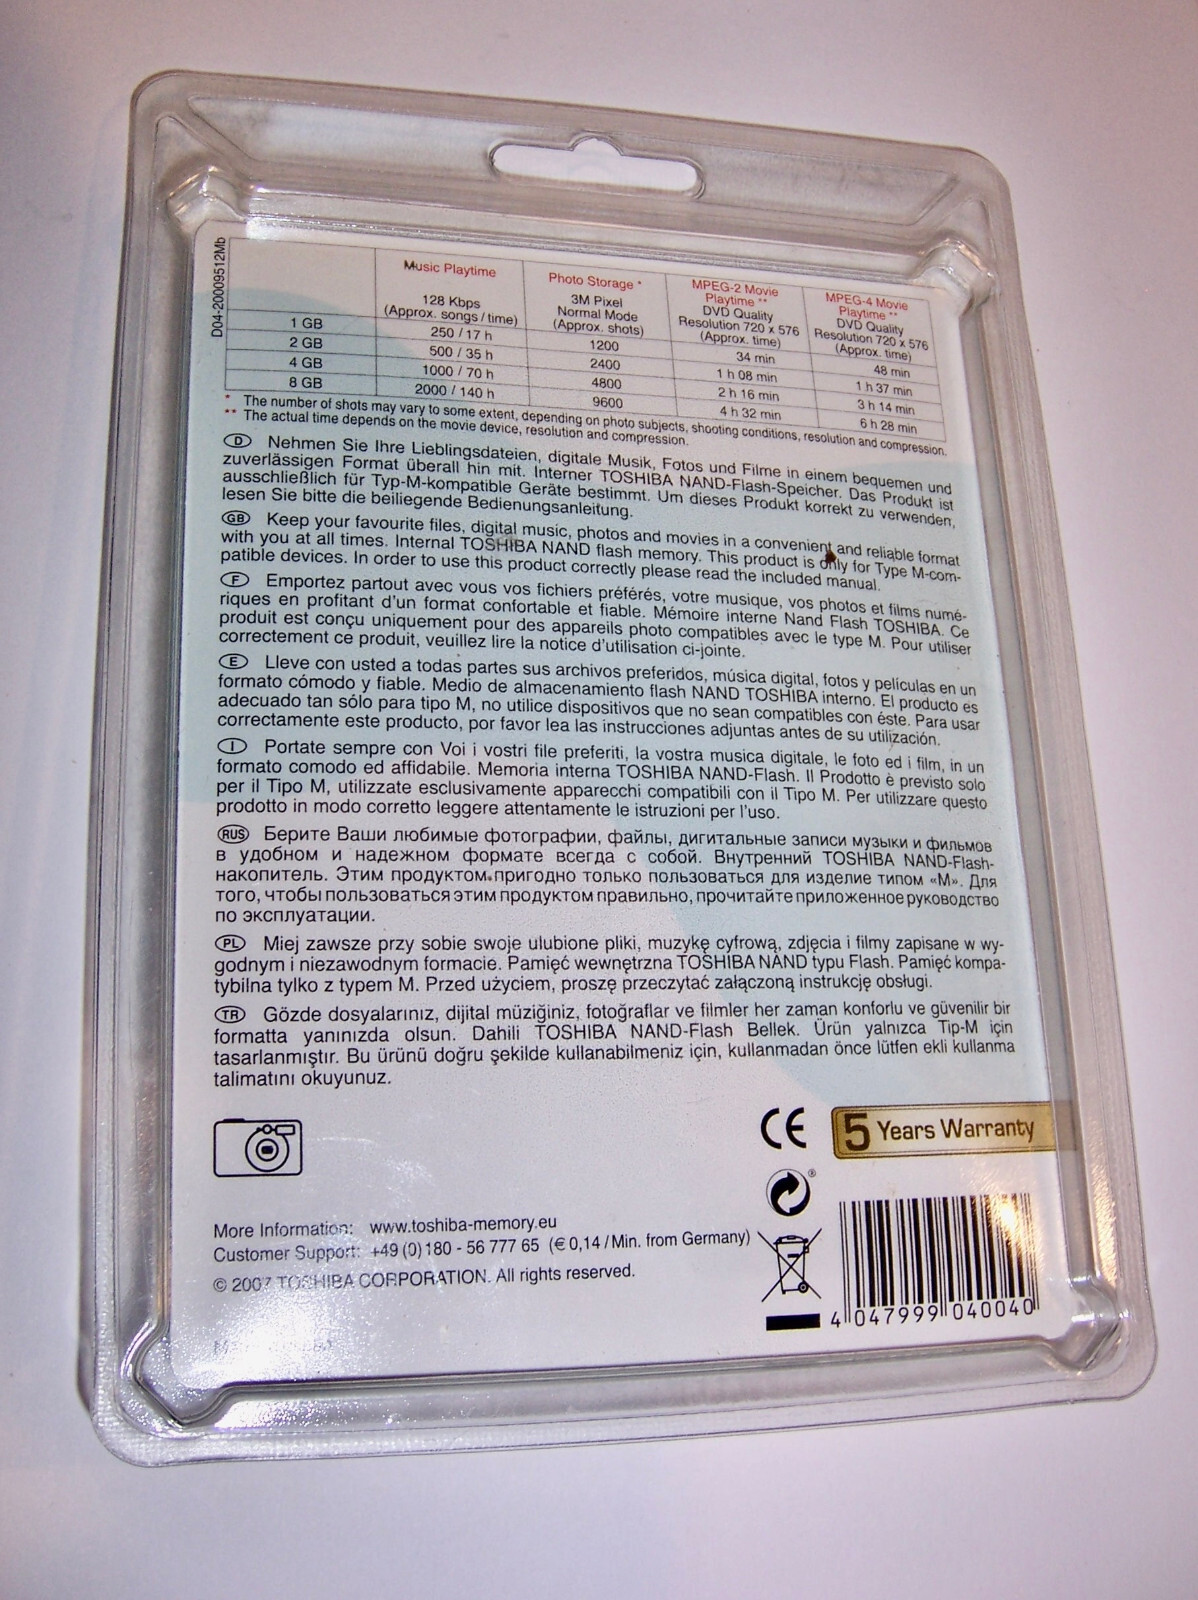 D04-20009512Mb
Music Playtime
128 Kbps
(Approx. songs / time)
Photo Storage *
3M Pixel
Normal Mode
(Approx. shots)
MPEG-2 Movie
Playtime **
DVD Quality
Resolution 720 x 576
(Approx. time)
MPEG-4 Movie
Playtime **
DVD Quality
Resolution 720 x 576
(Approx. time)
1 GB 250 / 17 h 1200 34 min 48 min
2 GB 500 / 35 h 2400 1 h 08 min 1 h 37 min
4 GB 1000 / 70 h 4800 2 h 16 min 3 h 14 min
8 GB 2000 / 140 h 9600 4 h 32 min 6 h 28 min
* The number of shots may vary to some extent, depending on photo subjects, shooting conditions, resolution and compression.
** The actual time depends on the movie device, resolution and compression.
D Nehmen Sie Ihre Lieblingsdateien, digitale Musik, Fotos und Filme in einem bequemen und
zuverlässigen Format überall hin mit. Interner TOSHIBA NAND-Flash-Speicher. Das Produkt ist
ausschließlich für Typ-M-kompatible Geräte bestimmt. Um dieses Produkt korrekt zu verwenden,
lesen Sie bitte die beiliegende Bedienungsanleitung.
GB Keep your favourite files, digital music, photos and movies in a convenient and reliable format
with you at all times. Internal TOSHIBA NAND flash memory. This product is only for Type M-com-
patible devices. In order to use this product correctly please read the included manual.
F Emportez partout avec vous vos fichiers préférés, votre musique, vos photos et films numé-
riques en profitant d'un format confortable et fiable. Mémoire interne Nand Flash TOSHIBA. Ce
produit est conçu uniquement pour des appareils photo compatibles avec le type M. Pour utiliser
correctement ce produit, veuillez lire la notice d'utilisation ci-jointe.
E Lleve con usted a todas partes sus archivos preferidos, música digital, fotos y películas en un
formato cómodo y fiable. Medio de almacenamiento flash NAND TOSHIBA interno. El producto es
adecuado tan sólo para tipo M, no utilice dispositivos que no sean compatibles con éste. Para usar
correctamente este producto, por favor lea las instrucciones adjuntas antes de su utilización.
I Portate sempre con Voi i vostri file preferiti, la vostra musica digitale, le foto ed i film, in un
formato comodo ed affidabile. Memoria interna TOSHIBA NAND-Flash. Il Prodotto è previsto solo
per il Tipo M, utilizzate esclusivamente apparecchi compatibili con il Tipo M. Per utilizzare questo
prodotto in modo corretto leggere attentamente le istruzioni per l'uso.
RUS Берите Ваши любимые фотографии, файлы, дигитальные записи музыки и фильмов
в удобном и надежном формате всегда с собой. Внутренний TOSHIBA NAND-Flash-
накопитель. Этим продуктом пригодно только пользоваться для изделие типом «М». Для
того, чтобы пользоваться этим продуктом правильно, прочитайте приложенное руководство
по эксплуатации.
PL Miej zawsze przy sobie swoje ulubione pliki, muzykę cyfrową, zdjęcia i filmy zapisane w wy-
godnym i niezawodnym formacie. Pamięć wewnętrzna TOSHIBA NAND typu Flash. Pamięć kompa-
tybilna tylko z typem M. Przed użyciem, proszę przeczytać załączoną instrukcję obsługi.
TR Gözde dosyalarınız, dijital müziğiniz, fotoğraflar ve filmler her zaman konforlu ve güvenilir bir
formatta yanınızda olsun. Dahili TOSHIBA NAND-Flash Bellek. Ürün yalnızca Tip-M için
tasarlanmıştır. Bu ürünü doğru şekilde kullanabilmeniz için, kullanmadan önce lütfen ekli kullanma
talimatını okuyunuz.
CE
5 Years Warranty
More Information: www.toshiba-memory.eu
Customer Support: +49 (0) 180 - 56 777 65 (€ 0,14 / Min. from Germany)
© 2007 TOSHIBA CORPORATION. All rights reserved.
4 047999 040040